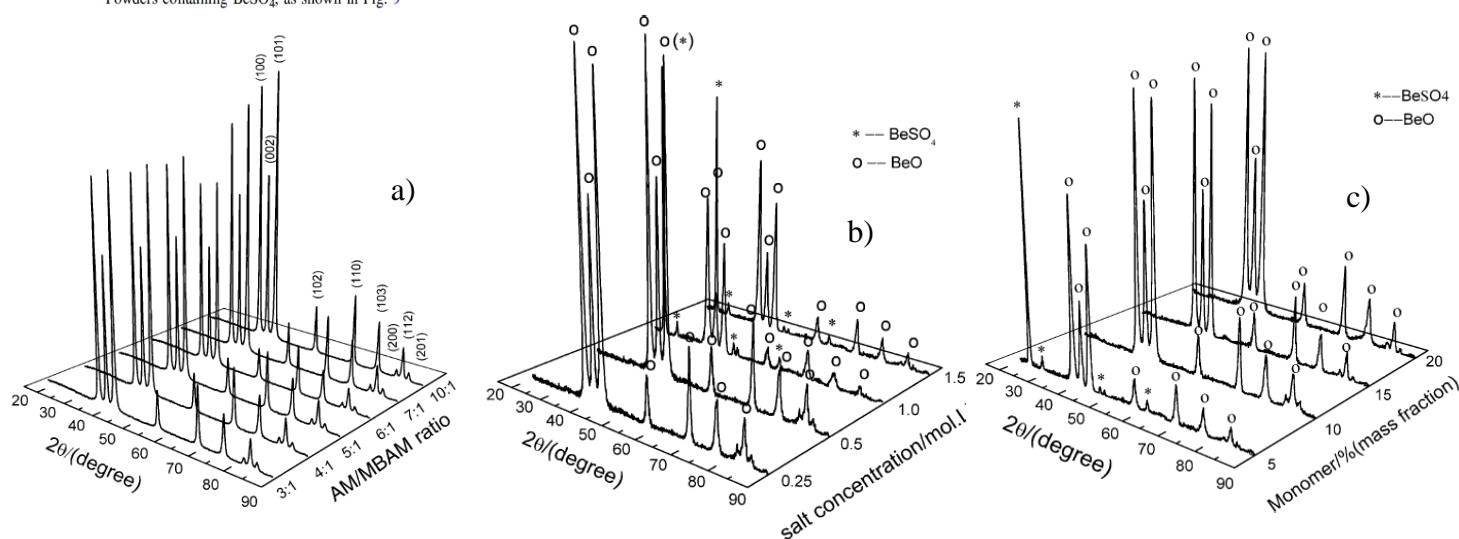 Powders containing BeSO4, as shown in Fig. 9
a)
(100)
(101)
(002)
(102)
(110)
(103)
(200)
(112)
(201)
20
30
40
50
60
70
80
90
2θ/(degree)
3:1
4:1
5:1
6:1
7:1
10:1
AM/MBAM ratio
b)
O
O
O
O(*)
*
* –– BeSO4
O –– BeO
20
30
40
50
60
70
80
90
2θ/(degree)
0.25
0.5
1.0
1.5
salt concentration/mol.
c)
*
O
*––BeSO4
O––BeO
20
30
40
50
60
70
80
90
2θ/(degree)
5
10
15
20
Monomer/%(mass fraction)